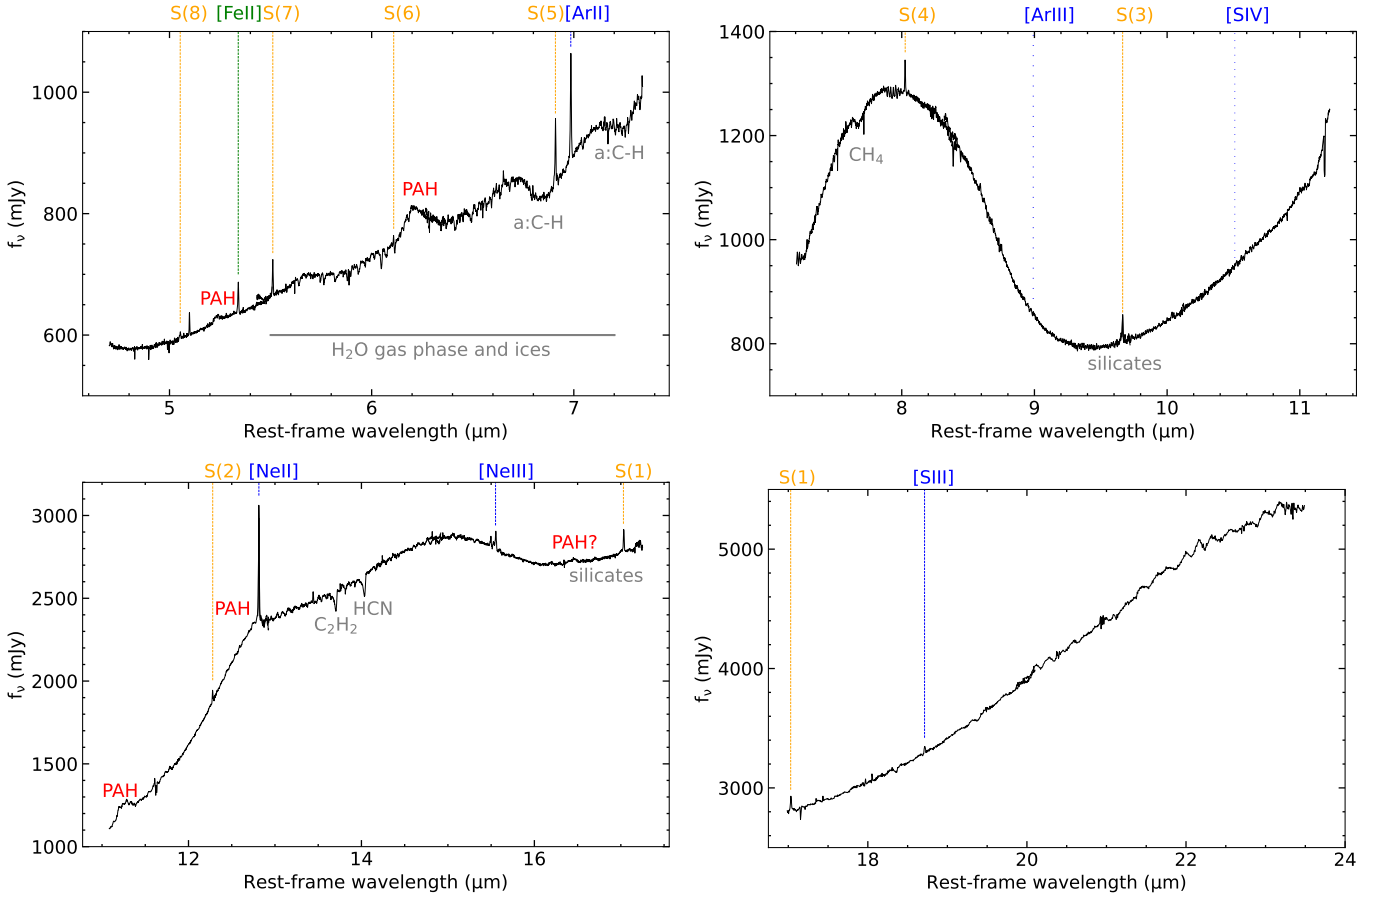 S(8) [FeII] S(7) S(6) S(5) [ArII]
1000
800
600
fν (mJy)
PAH
PAH
a:C-H
a:C-H
H2O gas phase and ices
5 6 7
Rest-frame wavelength (μm)
S(4) [ArIII] S(3) [SIV]
1400
1200
1000
800
fν (mJy)
CH4
silicates
8 9 10 11
Rest-frame wavelength (μm)
S(2) [NeII] [NeIII] S(1)
3000
2500
2000
1500
1000
fν (mJy)
PAH?
silicates
PAH
HCN
C2H2
PAH
12 14 16
Rest-frame wavelength (μm)
S(1) [SIII]
5000
4000
3000
fν (mJy)
18 20 22 24
Rest-frame wavelength (μm)